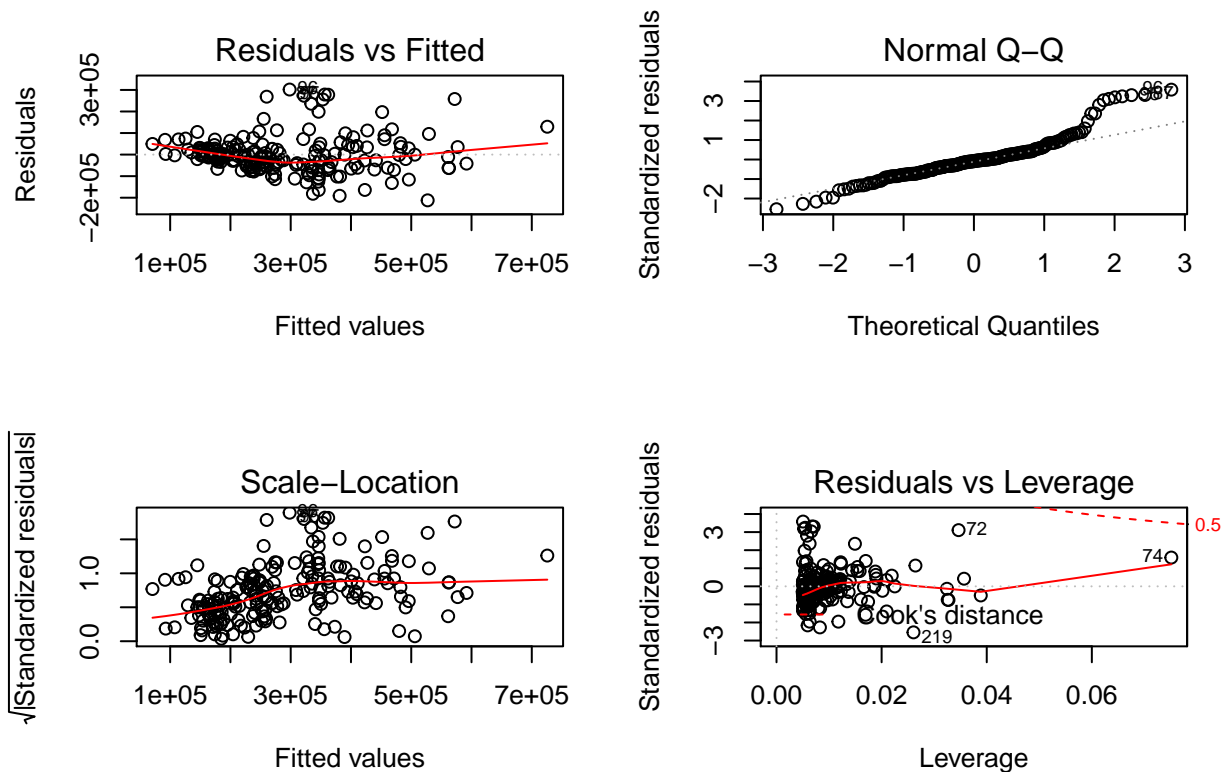 Residuals vs Fitted
Residuals
3e+05
−2e+05
1e+05 3e+05 5e+05 7e+05
Fitted values
Normal Q−Q
Standardized residuals
3
1
−2
−3 −2 −1 0 1 2 3
Theoretical Quantiles
Scale−Location
√|Standardized residuals|
1.0
0.0
1e+05 3e+05 5e+05 7e+05
Fitted values
Residuals vs Leverage
Standardized residuals
3
0
−3
72
74
219
0.5
Cook's distance
0.00 0.02 0.04 0.06
Leverage